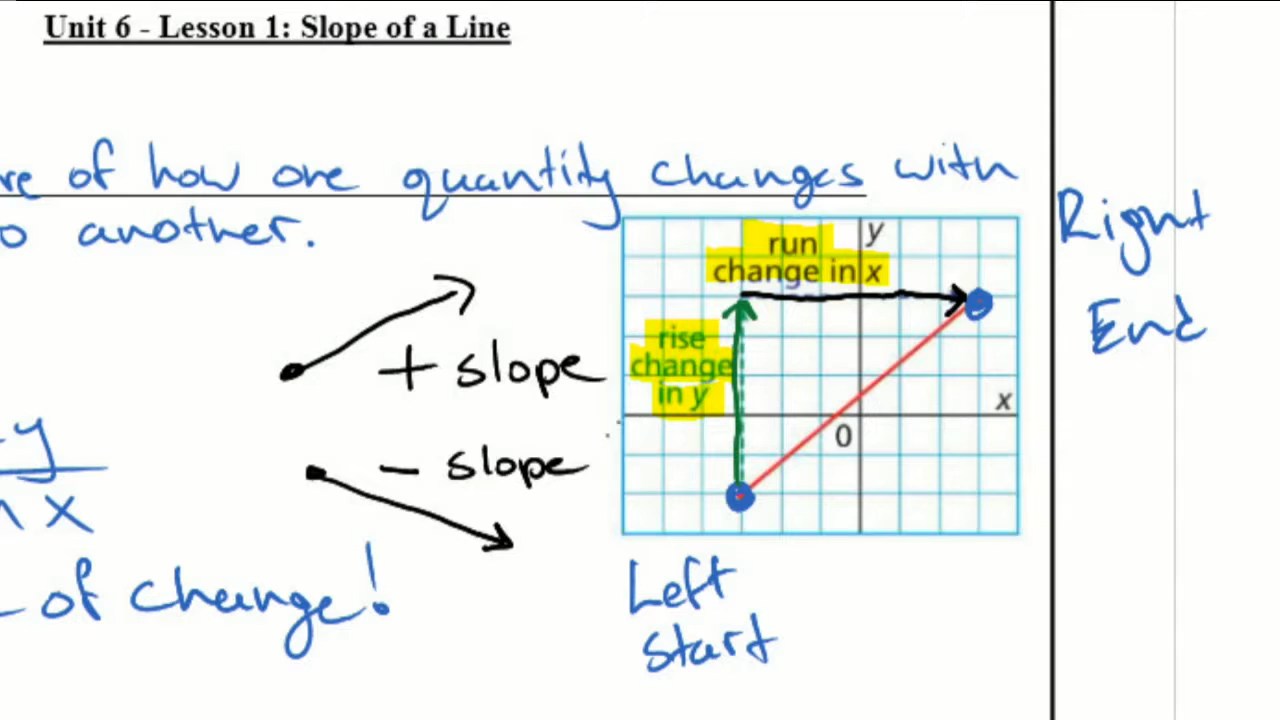 Unit 6 - Lesson 1: Slope of a Line
of how one quantity changes with
another.
run
change in x
y
rise
change
in y
x
0
Right
End
+ slope
- slope
y
x
of change!
Left
start